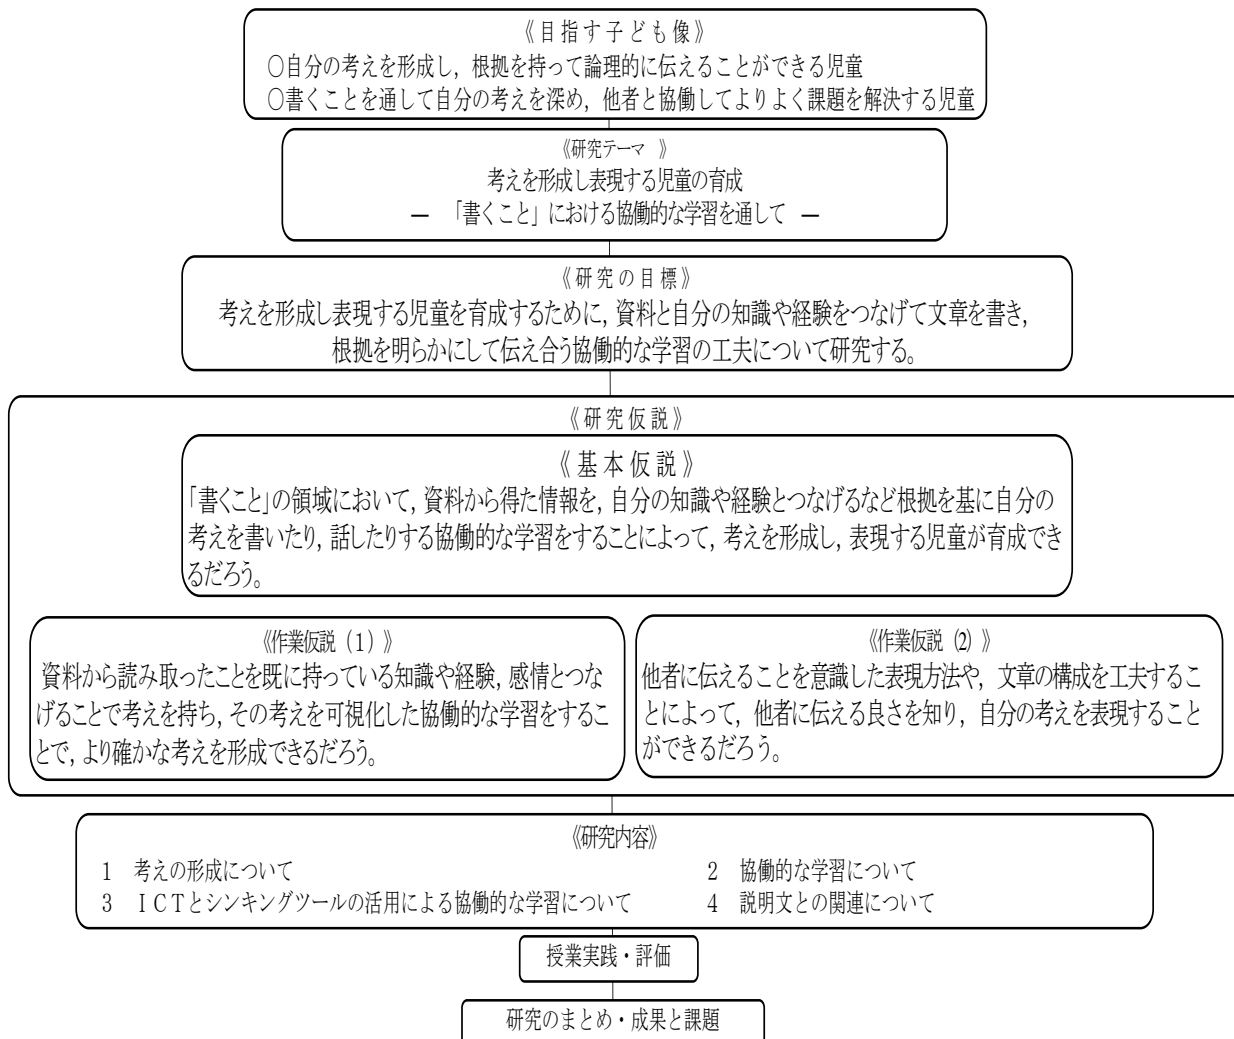 《目指す子ども像》
○自分の考えを形成し，根拠を持って論理的に伝えることができる児童
○書くことを通して自分の考えを深め，他者と協働してよりよく課題を解決する児童
《研究テーマ　》
考えを形成し表現する児童の育成
―　「書くこと」における協働的な学習を通して　―
《研究の目標》
考えを形成し表現する児童を育成するために，資料と自分の知識や経験をつなげて文章を書き，
根拠を明らかにして伝え合う協働的な学習の工夫について研究する。
《研究仮説》
《基本仮説》
「書くこと」の領域において，資料から得た情報を，自分の知識や経験とつなげるなど根拠を基に自分の
考えを書いたり，話したりする協働的な学習をすることによって，考えを形成し，表現する児童が育成でき
るだろう。
《作業仮説（1）》
資料から読み取ったことを既に持っている知識や経験，感情とつな
げることで考えを持ち，その考えを可視化した協働的な学習をするこ
とで，より確かな考えを形成できるだろう。
《作業仮説（2）》
他者に伝えることを意識した表現方法や，文章の構成を工夫するこ
とによって，他者に伝える良さを知り，自分の考えを表現すること
ができるだろう。
《研究内容》
1　考えの形成について
2　協働的な学習について
3　ＩＣＴとシンキングツールの活用による協働的な学習について
4　説明文との関連について
授業実践・評価
研究のまとめ・成果と課題